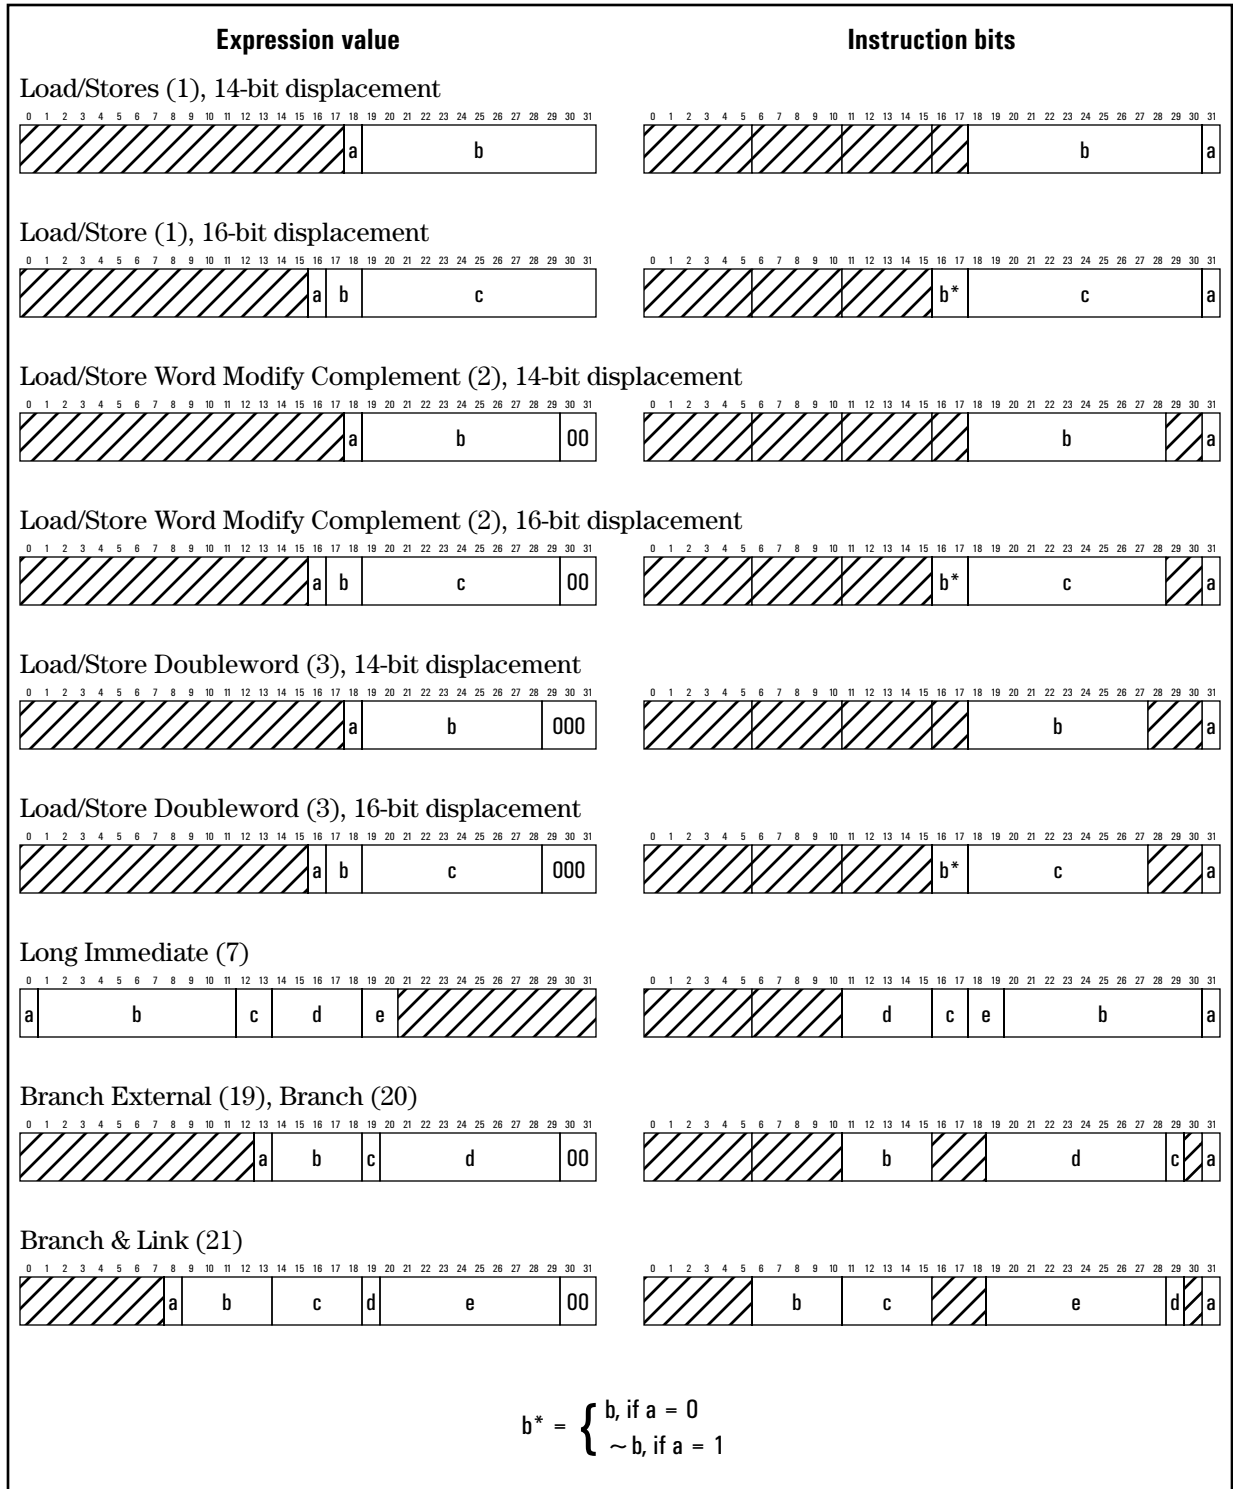 Expression value Instruction bits
Load/Stores (1), 14-bit displacement
0 1 2 3 4 5 6 7 8 9 10 11 12 13 14 15 16 17 18 19 20 21 22 23 24 25 26 27 28 29 30 31 0 1 2 3 4 5 6 7 8 9 10 11 12 13 14 15 16 17 18 19 20 21 22 23 24 25 26 27 28 29 30 31
a b b a
Load/Store (1), 16-bit displacement
0 1 2 3 4 5 6 7 8 9 10 11 12 13 14 15 16 17 18 19 20 21 22 23 24 25 26 27 28 29 30 31 0 1 2 3 4 5 6 7 8 9 10 11 12 13 14 15 16 17 18 19 20 21 22 23 24 25 26 27 28 29 30 31
a b c b* c a
Load/Store Word Modify Complement (2), 14-bit displacement
0 1 2 3 4 5 6 7 8 9 10 11 12 13 14 15 16 17 18 19 20 21 22 23 24 25 26 27 28 29 30 31 0 1 2 3 4 5 6 7 8 9 10 11 12 13 14 15 16 17 18 19 20 21 22 23 24 25 26 27 28 29 30 31
a b 00 b a
Load/Store Word Modify Complement (2), 16-bit displacement
0 1 2 3 4 5 6 7 8 9 10 11 12 13 14 15 16 17 18 19 20 21 22 23 24 25 26 27 28 29 30 31 0 1 2 3 4 5 6 7 8 9 10 11 12 13 14 15 16 17 18 19 20 21 22 23 24 25 26 27 28 29 30 31
a b c 00 b* c a
Load/Store Doubleword (3), 14-bit displacement
0 1 2 3 4 5 6 7 8 9 10 11 12 13 14 15 16 17 18 19 20 21 22 23 24 25 26 27 28 29 30 31 0 1 2 3 4 5 6 7 8 9 10 11 12 13 14 15 16 17 18 19 20 21 22 23 24 25 26 27 28 29 30 31
a b 000 b a
Load/Store Doubleword (3), 16-bit displacement
0 1 2 3 4 5 6 7 8 9 10 11 12 13 14 15 16 17 18 19 20 21 22 23 24 25 26 27 28 29 30 31 0 1 2 3 4 5 6 7 8 9 10 11 12 13 14 15 16 17 18 19 20 21 22 23 24 25 26 27 28 29 30 31
a b c 000 b* c a
Long Immediate (7)
0 1 2 3 4 5 6 7 8 9 10 11 12 13 14 15 16 17 18 19 20 21 22 23 24 25 26 27 28 29 30 31 0 1 2 3 4 5 6 7 8 9 10 11 12 13 14 15 16 17 18 19 20 21 22 23 24 25 26 27 28 29 30 31
a b c d e d c e b a
Branch External (19), Branch (20)
0 1 2 3 4 5 6 7 8 9 10 11 12 13 14 15 16 17 18 19 20 21 22 23 24 25 26 27 28 29 30 31 0 1 2 3 4 5 6 7 8 9 10 11 12 13 14 15 16 17 18 19 20 21 22 23 24 25 26 27 28 29 30 31
a b c d 00 b d c a
Branch & Link (21)
0 1 2 3 4 5 6 7 8 9 10 11 12 13 14 15 16 17 18 19 20 21 22 23 24 25 26 27 28 29 30 31 0 1 2 3 4 5 6 7 8 9 10 11 12 13 14 15 16 17 18 19 20 21 22 23 24 25 26 27 28 29 30 31
a b c d e 00 b c e d a
b* = { b, if a = 0
~b, if a = 1